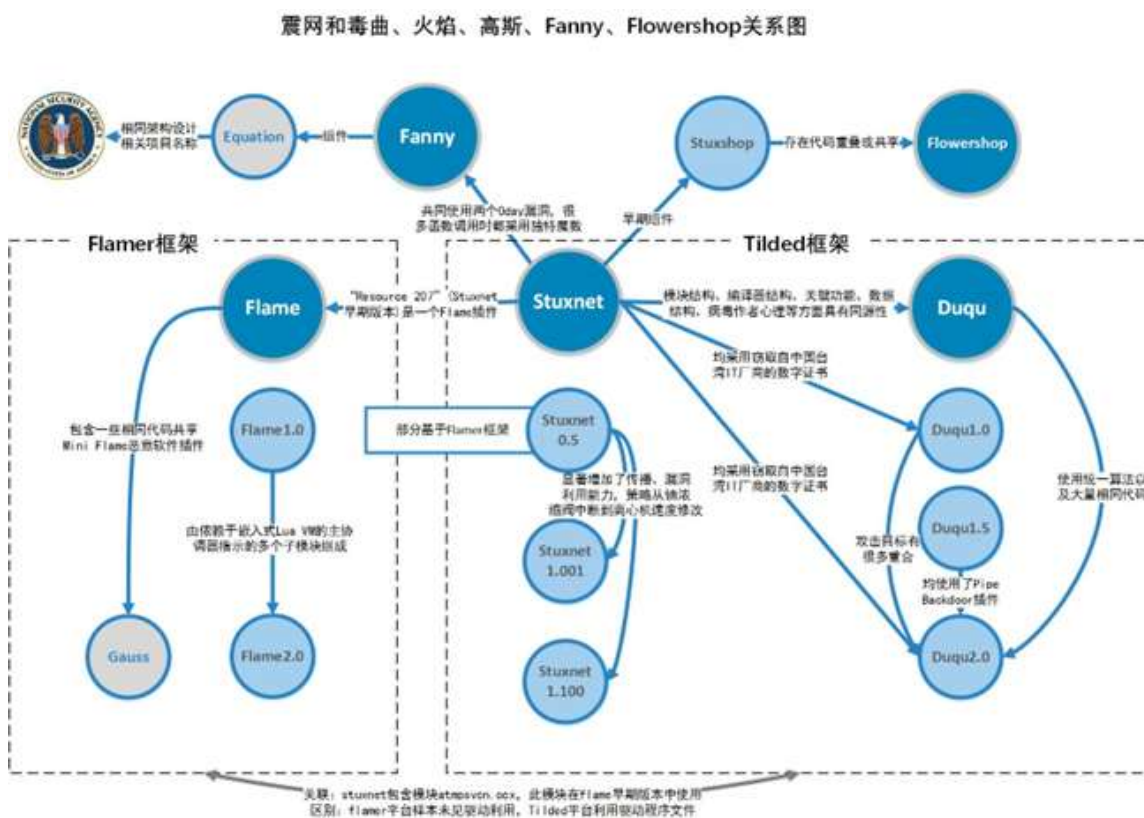 震网和毒曲、火焰、高斯、Fanny、Flowershop关系图
NATIONAL SECURITY AGENCY
相同架构设计
相关项目名称
Equation
组件
Fanny
Stuxshop
存在代码重叠或共享
Flowershop
共同使用两个0day漏洞，很
多函数调用时都采用独特魔数
早期组件
Flamer框架
Tilded框架
Flame
"Resource 207"（Stuxnet
早期版本）是一个Flame插件
Stuxnet
模块结构、编译器结构、关键功能、数据
结构、病毒作者心理等方面具有同源性
Duqu
均采用窃取自中国台
湾IT厂商的数字证书
包含一些相同代码共享
Mini Flame恶意软件插件
Flame1.0
部分基于Flamer框架
Stuxnet
0.5
Duqu1.0
显著增加了传播、漏洞
利用能力，策略从铀浓
缩阀中断到离心机速度修改
均采用窃取自中国台
湾IT厂商的数字证书
使用统一算法以
及大量相同代码
由依赖于嵌入式Lua VM的主协
调器指示的多个子模块组成
Stuxnet
1.001
攻击目标有
很多重合
Duqu1.5
均使用了Pipe
Backdoor插件
Gauss
Flame2.0
Stuxnet
1.100
Duqu2.0
关联：stuxnet包含模块atmpsvcn.ocx，此模块在flame早期版本中使用
区别：flamer平台样本未见驱动利用，Tilded平台利用驱动程序文件